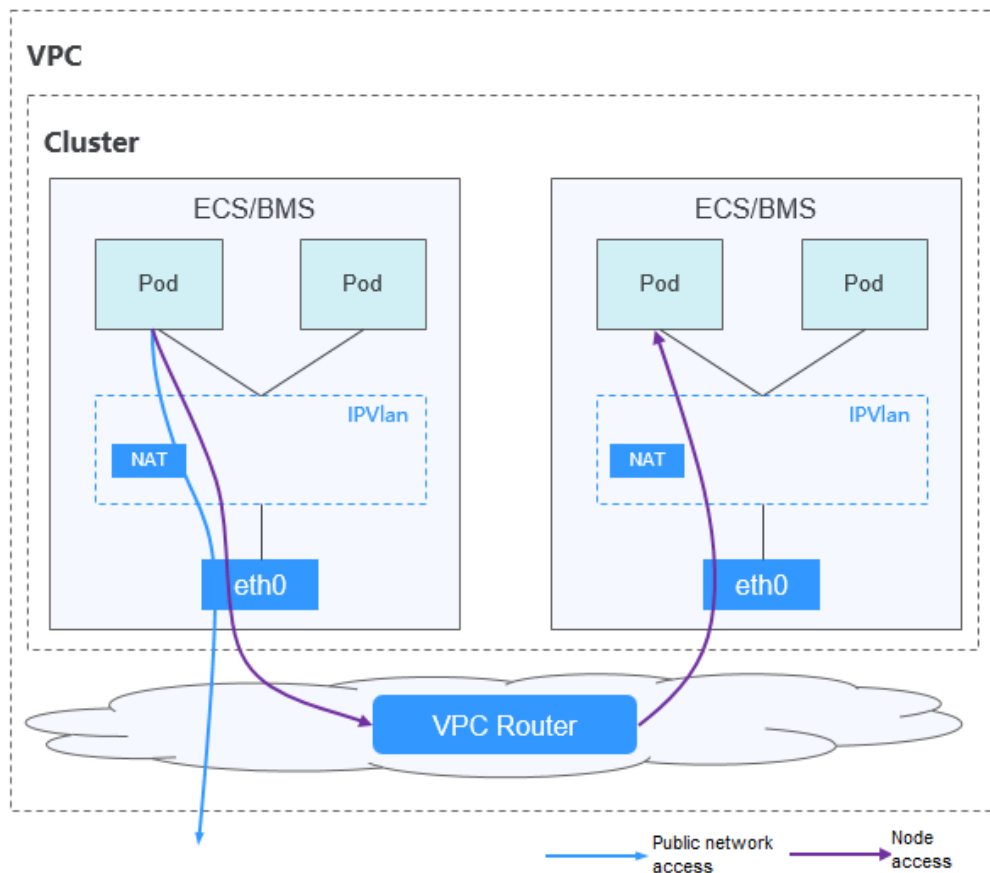 VPC
Cluster
ECS/BMS
ECS/BMS
Pod
Pod
Pod
Pod
IPVlan
IPVlan
NAT
NAT
eth0
eth0
VPC Router
Public network
access
Node
access